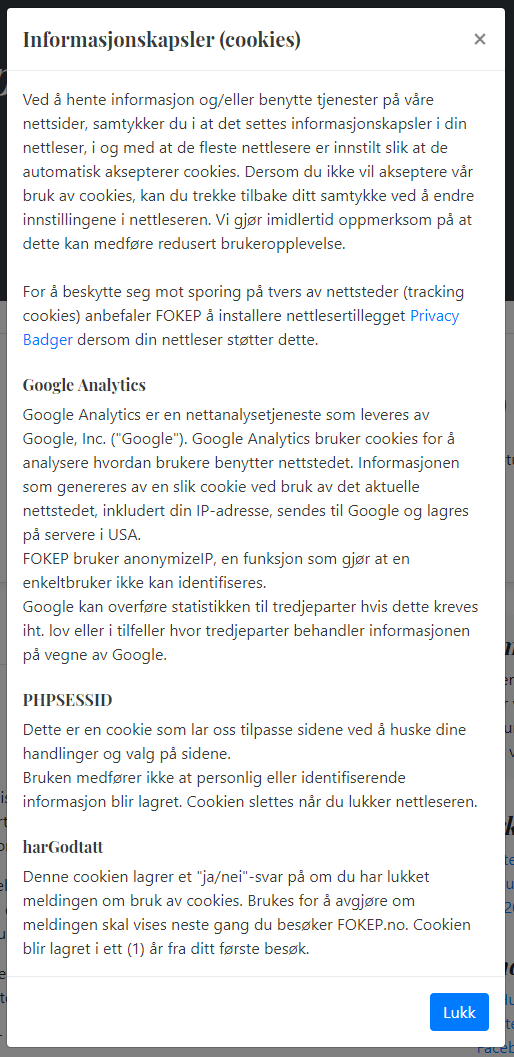 Informasjonskapsler (cookies)
×
Ved å hente informasjon og/eller benytte tjenester på våre
nettsider, samtykker du i at det settes informasjonskapsler i din
nettleser, i og med at de fleste nettlesere er innstilt slik at de
automatisk aksepterer cookies. Dersom du ikke vil akseptere vår
bruk av cookies, kan du trekke tilbake ditt samtykke ved å endre
innstillingene i nettleseren. Vi gjør imidlertid oppmerksom på at
dette kan medføre redusert brukeropplevelse.
For å beskytte seg mot sporing på tvers av nettsteder (tracking
cookies) anbefaler FOKEP å installere nettlesertillegget Privacy
Badger dersom din nettleser støtter dette.
Google Analytics
Google Analytics er en nettanalysetjeneste som leveres av
Google, Inc. ("Google"). Google Analytics bruker cookies for å
analysere hvordan brukere benytter nettstedet. Informasjonen
som genereres av en slik cookie ved bruk av det aktuelle
nettstedet, inkludert din IP-adresse, sendes til Google og lagres
på servere i USA.
FOKEP bruker anonymizeIP, en funksjon som gjør at en
enkeltbruker ikke kan identifiseres.
Google kan overføre statistikken til tredjeparter hvis dette kreves
iht. lov eller i tilfeller hvor tredjeparter behandler informasjonen
på vegne av Google.
PHPSESSID
Dette er en cookie som lar oss tilpasse sidene ved å huske dine
handlinger og valg på sidene.
Bruken medfører ikke at personlig eller identifiserende
informasjon blir lagret. Cookien slettes når du lukker nettleseren.
harGodtatt
Denne cookien lagrer et "ja/nei"-svar på om du har lukket
meldingen om bruk av cookies. Brukes for å avgjøre om
meldingen skal vises neste gang du besøker FOKEP.no. Cookien
blir lagret i ett (1) år fra ditt første besøk.
Lukk